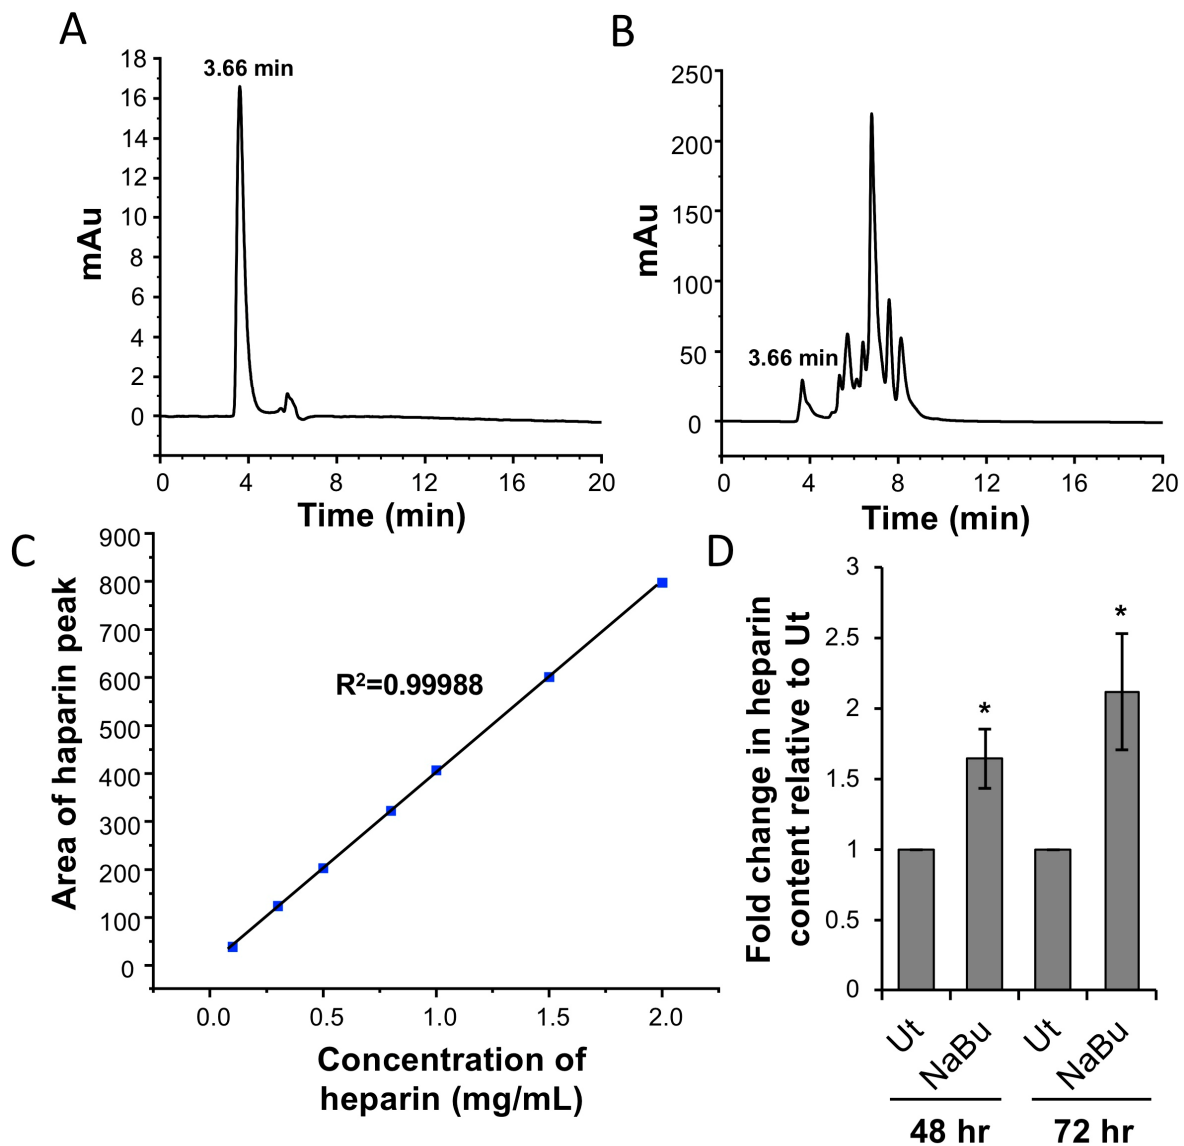 A
3.66 min
18
16
14
12
10
8
6
4
2
0
mAu
0 4 8 12 16 20
Time (min)
B
250
200
150
100
50
0
3.66 min
mAu
0 4 8 12 16 20
Time (min)
C
900
800
700
600
500
400
300
200
100
0
Area of haparin peak
R²=0.99988
0.0 0.5 1.0 1.5 2.0
Concentration of
heparin (mg/mL)
D
3
2.5
2
1.5
1
0.5
0
Fold change in heparin
content relative to Ut
*
*
Ut NaBu Ut NaBu
48 hr 72 hr